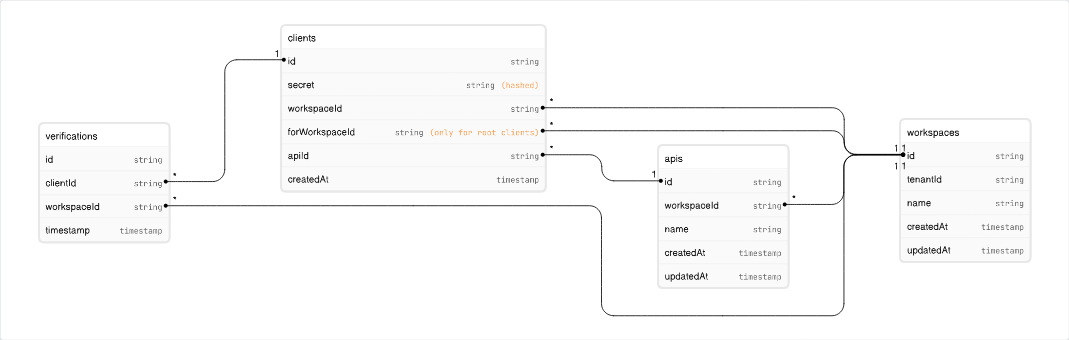 clients
1
id string
secret string (hashed)
workspaceId string *
forWorkspaceId string (only for root clients) *
apiId string *
createdAt timestamp
verifications
id string
clientId string *
workspaceId string *
timestamp timestamp
apis
1
id string
workspaceId string *
name string
createdAt timestamp
updatedAt timestamp
workspaces
1 1
id string
1 1
tenantId string
name string
createdAt timestamp
updatedAt timestamp